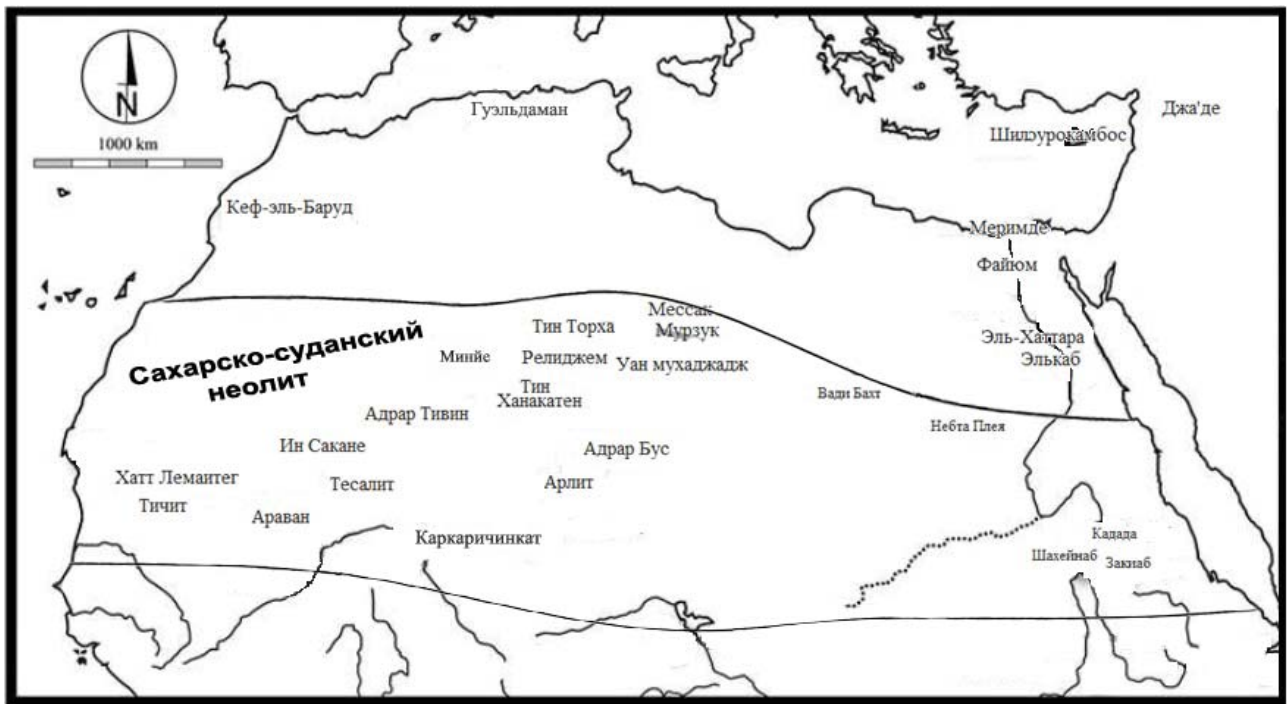 N
1000 km
Гуэльдаман
Джа'де
Шилоурокамбос
Кеф-эль-Баруд
Меримде
Файюм
Мессак
Мурзук
Тин Торха
Сахарско-суданский
неолит
Эль-Хаттара
Элькаб
Минйе
Релиджем
Уан мухаджадж
Тин
Ханакатен
Вади Бахт
Адрар Тивин
Небта Плея
Ин Сакане
Адрар Бус
Хатт Лемаитег
Тесалит
Арлит
Тичит
Араван
Каркаричинкат
Кадада
Шахейнаб
Закиаб